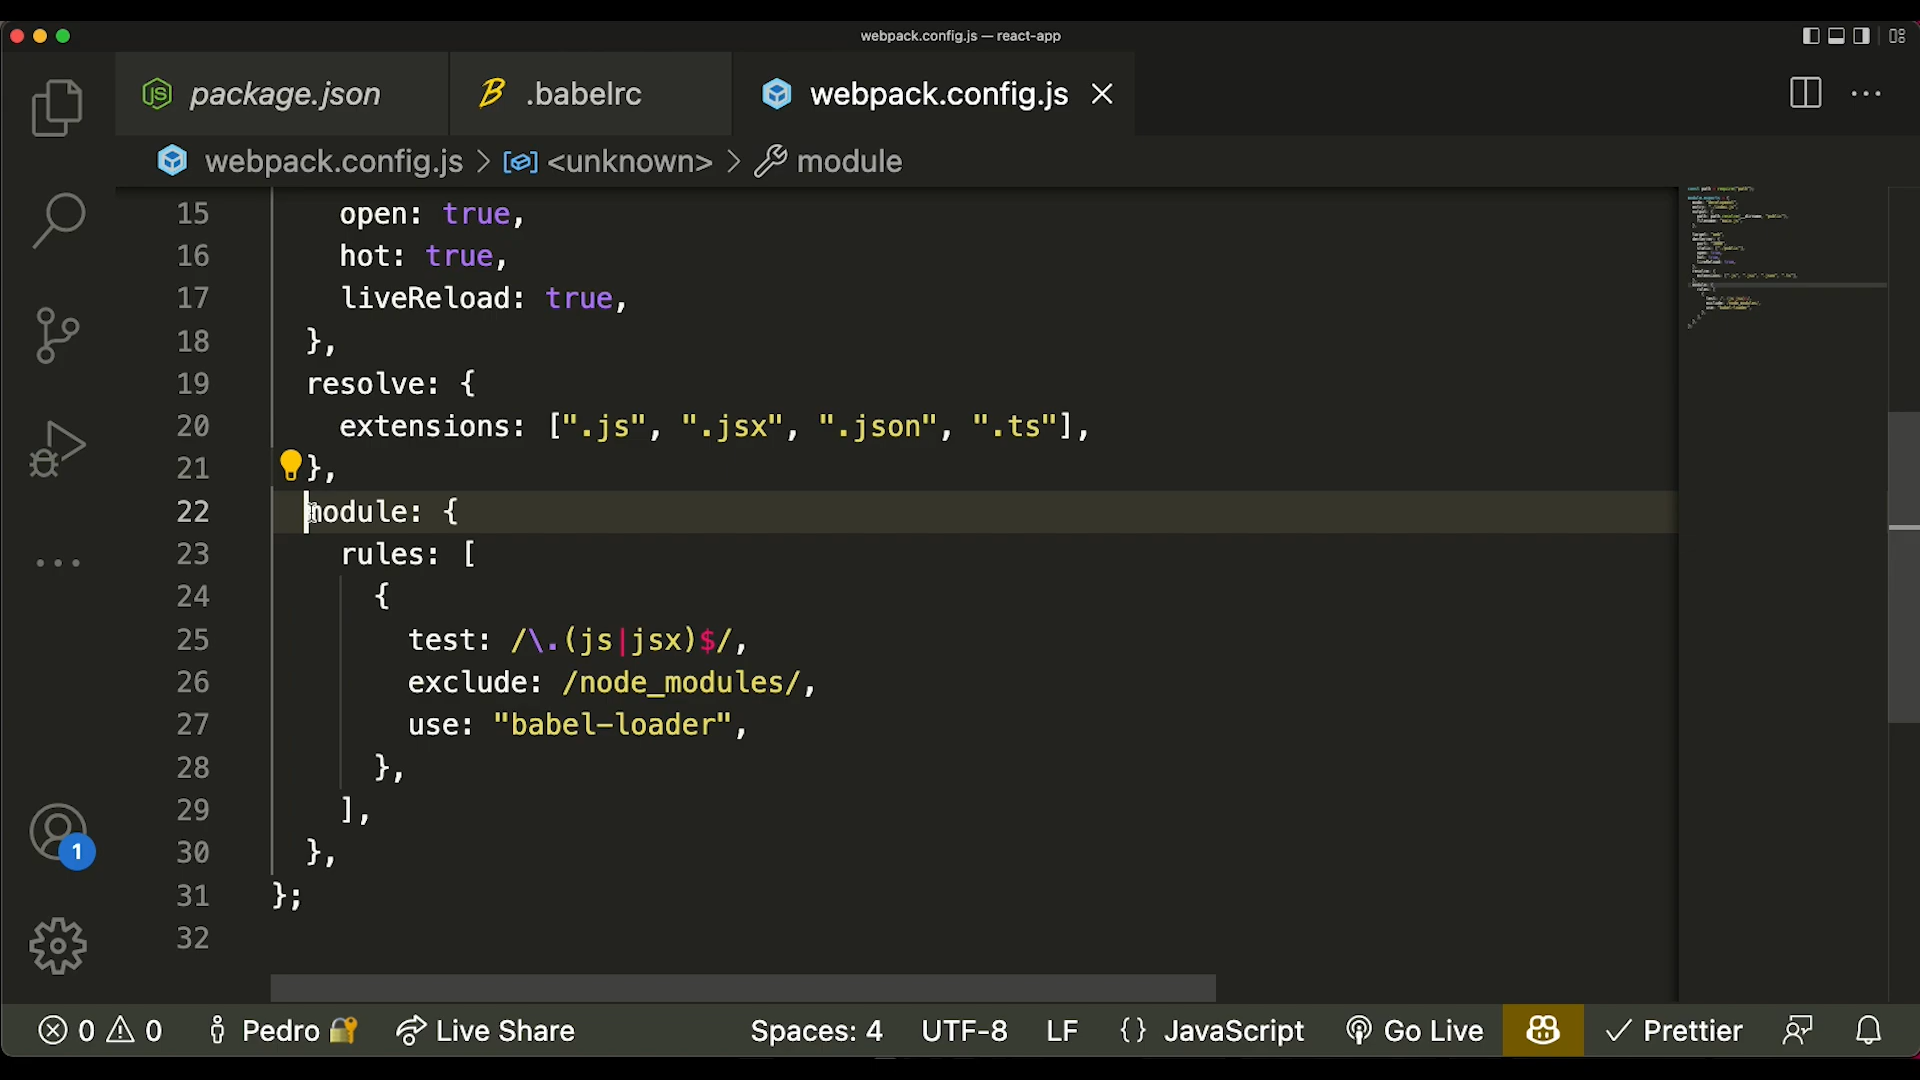 webpack.config.js — react-app
package.json
.babelrc
webpack.config.js
webpack.config.js > <unknown> > module
15 open: true,
16 hot: true,
17 liveReload: true,
18 },
19 resolve: {
20 extensions: [".js", ".jsx", ".json", ".ts"],
21 },
22 module: {
23 rules: [
24 {
25 test: /\.(js|jsx)$/,
26 exclude: /node_modules/,
27 use: "babel-loader",
28 },
29 ],
30 },
31 };
32
1
0 0 Pedro Live Share Spaces: 4 UTF-8 LF {} JavaScript Go Live Prettier